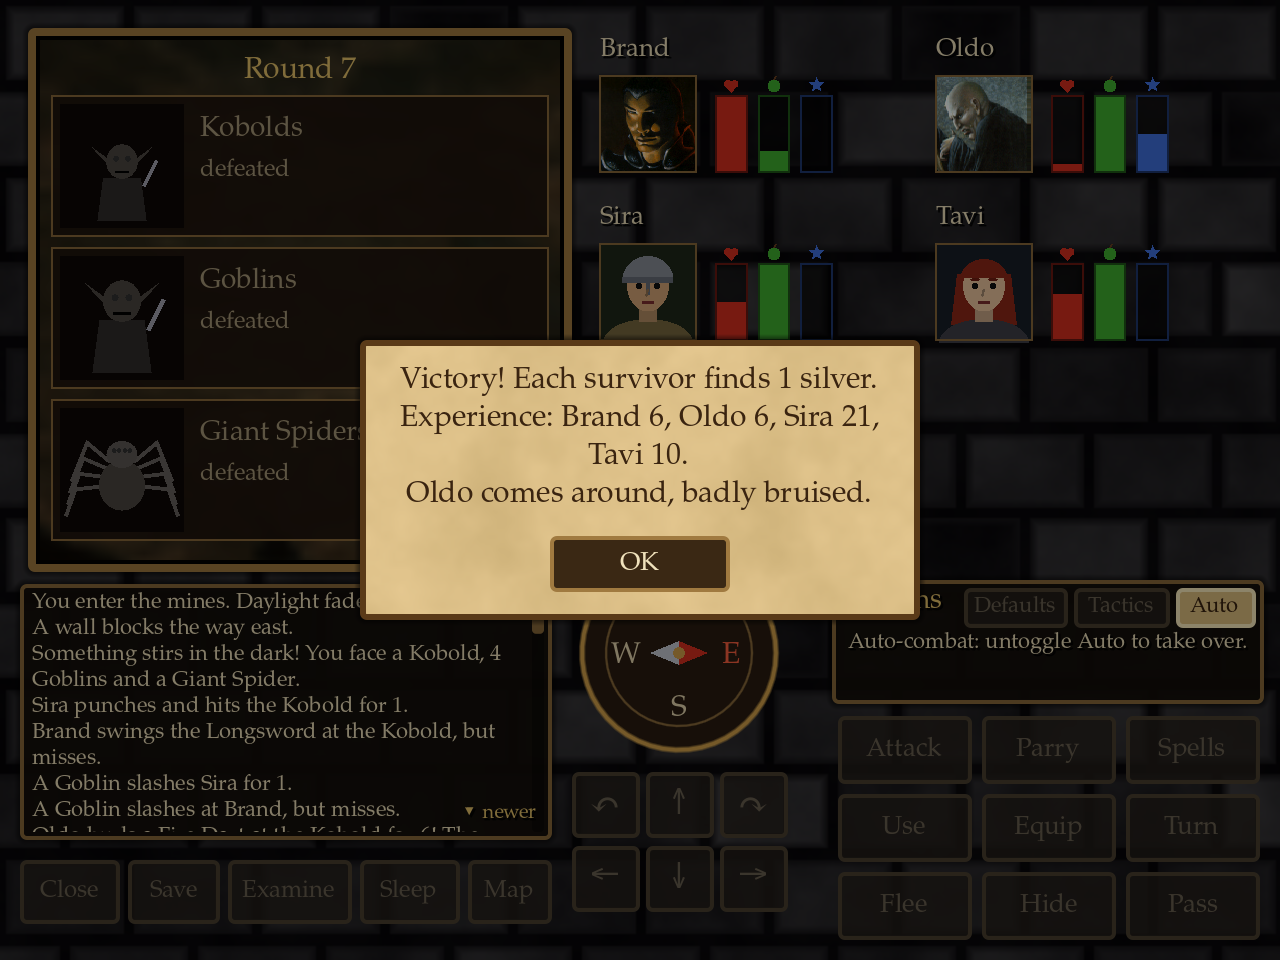 Round 7
Kobolds
defeated
Goblins
defeated
Giant Spiders
defeated
Brand
Oldo
Sira
Tavi
Victory! Each survivor finds 1 silver.
Experience: Brand 6, Oldo 6, Sira 21,
Tavi 10.
Oldo comes around, badly bruised.
OK
You enter the mines. Daylight fade
A wall blocks the way east.
Something stirs in the dark! You face a Kobold, 4
Goblins and a Giant Spider.
Sira punches and hits the Kobold for 1.
Brand swings the Longsword at the Kobold, but
misses.
A Goblin slashes Sira for 1.
A Goblin slashes at Brand, but misses.
newer
W
E
S
Defaults
Tactics
Auto
Auto-combat: untoggle Auto to take over.
Attack
Parry
Spells
Use
Equip
Turn
Flee
Hide
Pass
Close
Save
Examine
Sleep
Map